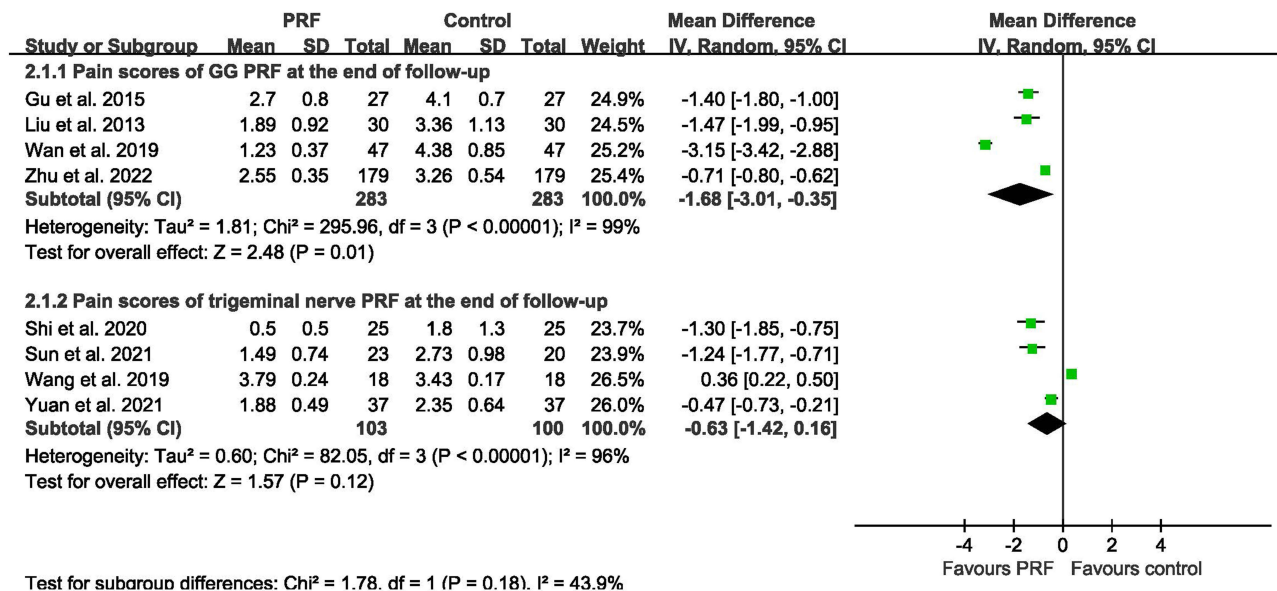 PRF Control Mean Difference Mean Difference
Study or Subgroup Mean SD Total Mean SD Total Weight IV, Random, 95% CI IV, Random, 95% CI
2.1.1 Pain scores of GG PRF at the end of follow-up
Gu et al. 2015 2.7 0.8 27 4.1 0.7 27 24.9% -1.40 [-1.80, -1.00]
Liu et al. 2013 1.89 0.92 30 3.36 1.13 30 24.5% -1.47 [-1.99, -0.95]
Wan et al. 2019 1.23 0.37 47 4.38 0.85 47 25.2% -3.15 [-3.42, -2.88]
Zhu et al. 2022 2.55 0.35 179 3.26 0.54 179 25.4% -0.71 [-0.80, -0.62]
Subtotal (95% CI) 283 283 100.0% -1.68 [-3.01, -0.35]
Heterogeneity: Tau² = 1.81; Chi² = 295.96, df = 3 (P < 0.00001); I² = 99%
Test for overall effect: Z = 2.48 (P = 0.01)
2.1.2 Pain scores of trigeminal nerve PRF at the end of follow-up
Shi et al. 2020 0.5 0.5 25 1.8 1.3 25 23.7% -1.30 [-1.85, -0.75]
Sun et al. 2021 1.49 0.74 23 2.73 0.98 20 23.9% -1.24 [-1.77, -0.71]
Wang et al. 2019 3.79 0.24 18 3.43 0.17 18 26.5% 0.36 [0.22, 0.50]
Yuan et al. 2021 1.88 0.49 37 2.35 0.64 37 26.0% -0.47 [-0.73, -0.21]
Subtotal (95% CI) 103 100 100.0% -0.63 [-1.42, 0.16]
Heterogeneity: Tau² = 0.60; Chi² = 82.05, df = 3 (P < 0.00001); I² = 96%
Test for overall effect: Z = 1.57 (P = 0.12)
-4 -2 0 2 4
Favours PRF Favours control
Test for subgroup differences: Chi² = 1.78, df = 1 (P = 0.18), I² = 43.9%